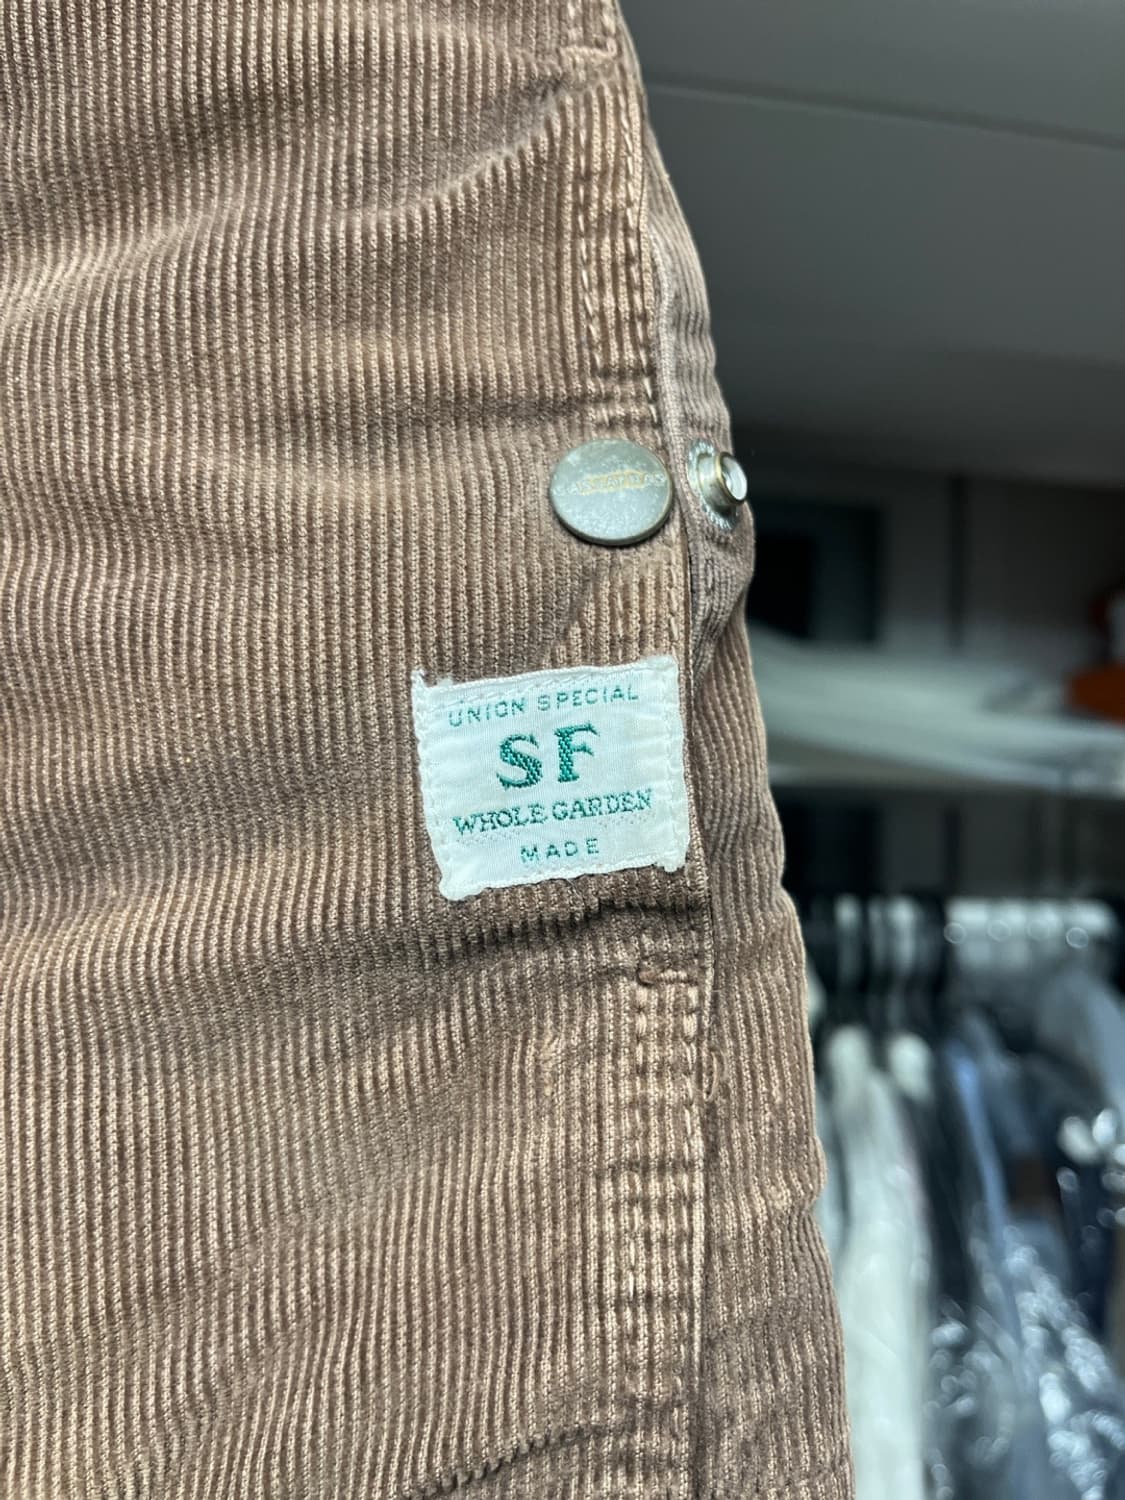 UNION SPECIAL
SF
WHOLE GARDEN
MADE